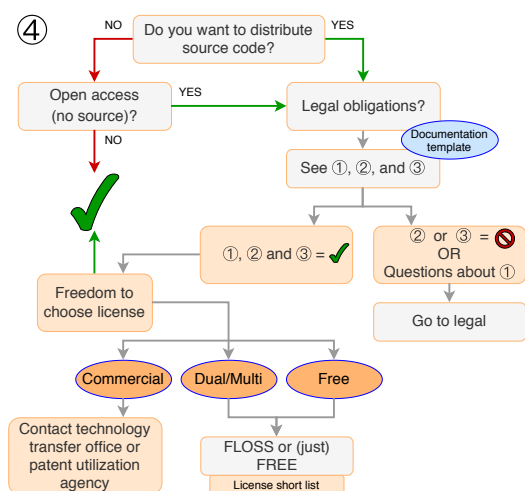 ④
NO
Do you want to distribute
source code?
YES
Open access
(no source)?
YES
Legal obligations?
NO
Documentation
template
See ①, ②, and ③
①, ② and ③ =
② or ③ =
OR
Questions about ①
Freedom to
choose license
Go to legal
Commercial
Dual/Multi
Free
Contact technology
transfer office or
patent utilization
agency
FLOSS or (just)
FREE
License short list